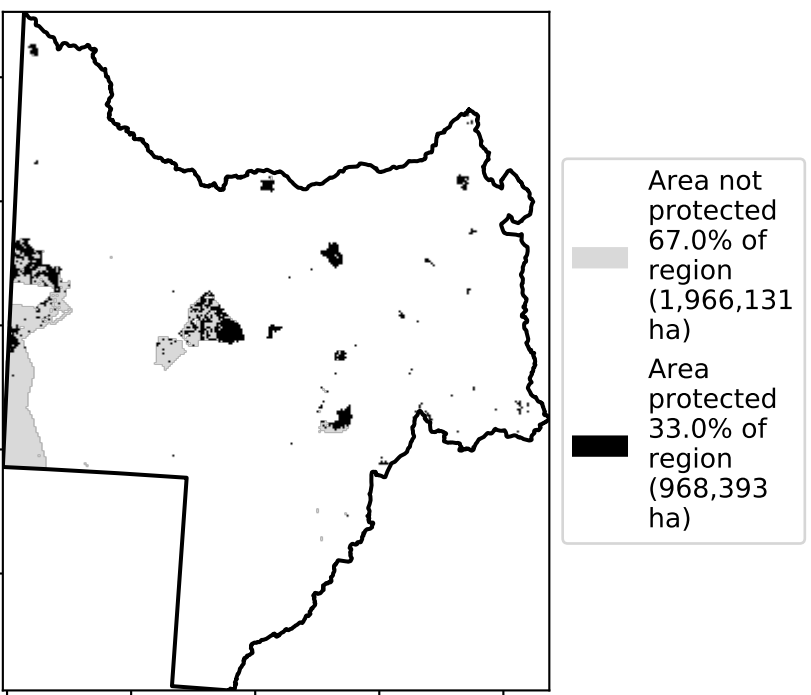 Area not
protected
67.0% of
region
(1,966,131
ha)
Area
protected
33.0% of
region
(968,393
ha)